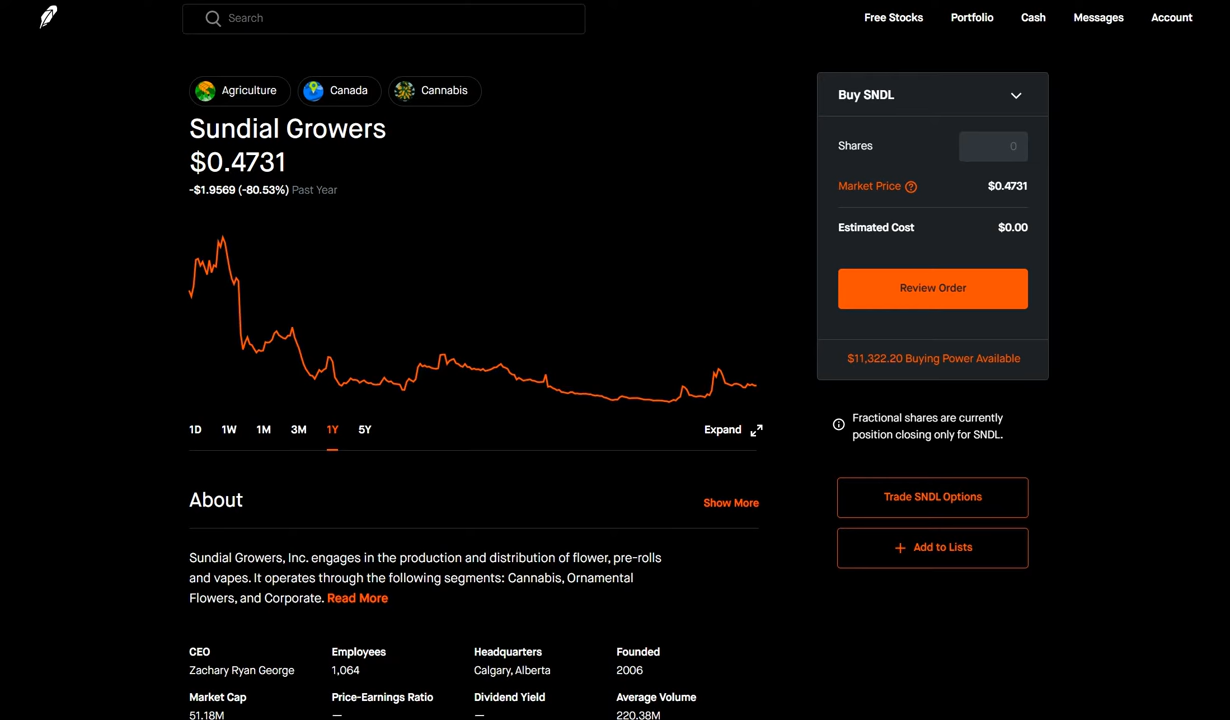 Search
Free Stocks
Portfolio
Cash
Messages
Account
Agriculture
Canada
Cannabis
Sundial Growers
$0.4731
-$1.9569 (-80.53%) Past Year
1D
1W
1M
3M
1Y
5Y
Expand
About
Show More
Sundial Growers, Inc. engages in the production and distribution of flower, pre-rolls
and vapes. It operates through the following segments: Cannabis, Ornamental
Flowers, and Corporate. Read More
CEO
Zachary Ryan George
Employees
1,064
Headquarters
Calgary, Alberta
Founded
2006
Market Cap
51.18M
Price-Earnings Ratio
—
Dividend Yield
—
Average Volume
220.38M
Buy SNDL
Shares
0
Market Price ?
$0.4731
Estimated Cost
$0.00
Review Order
$11,322.20 Buying Power Available
Fractional shares are currently
position closing only for SNDL.
Trade SNDL Options
+ Add to Lists